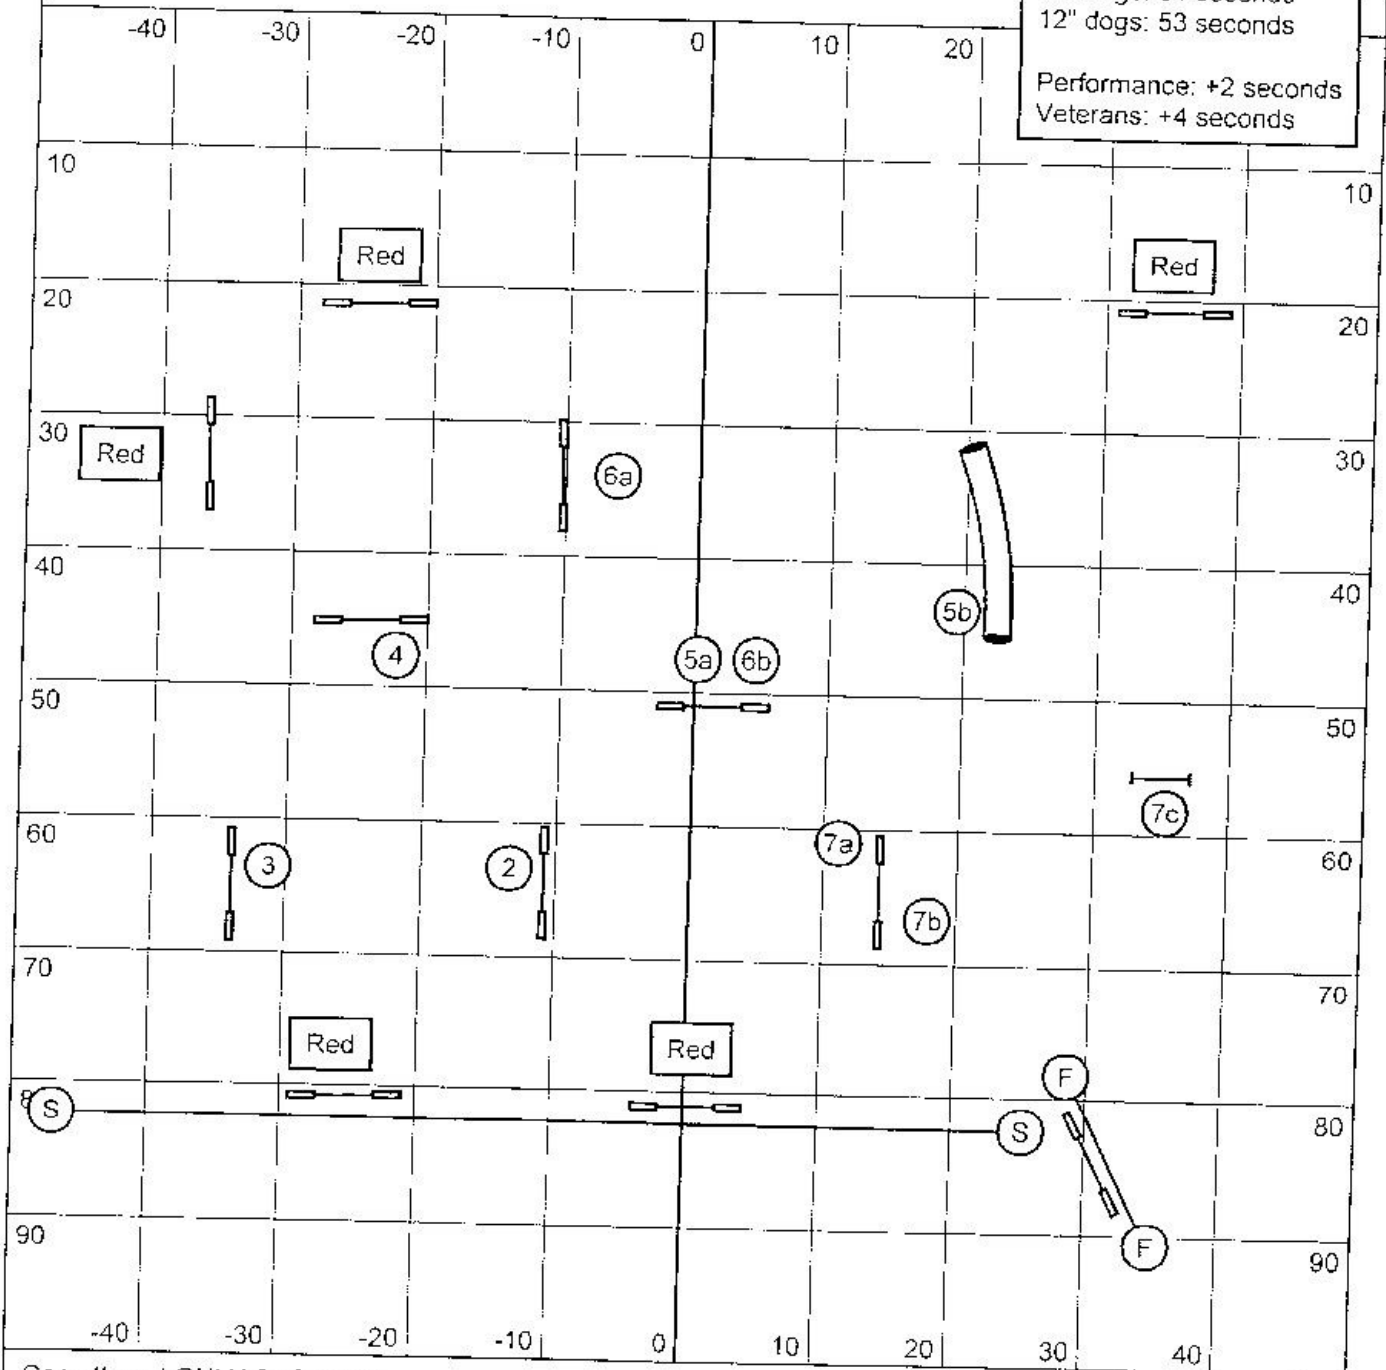 -40 -30 -20 -10 0 10 20
12" dogs: 53 seconds
Performance: +2 seconds
Veterans: +4 seconds
10 10
Red Red
20 20
30 30
Red
6a
40 40
5b
4 5a 6b
50 50
7c
60 7a 60
3 2
7b
70 70
Red Red
F
S S 80
F
90 90
-40 -30 -20 -10 0 10 20 30 40